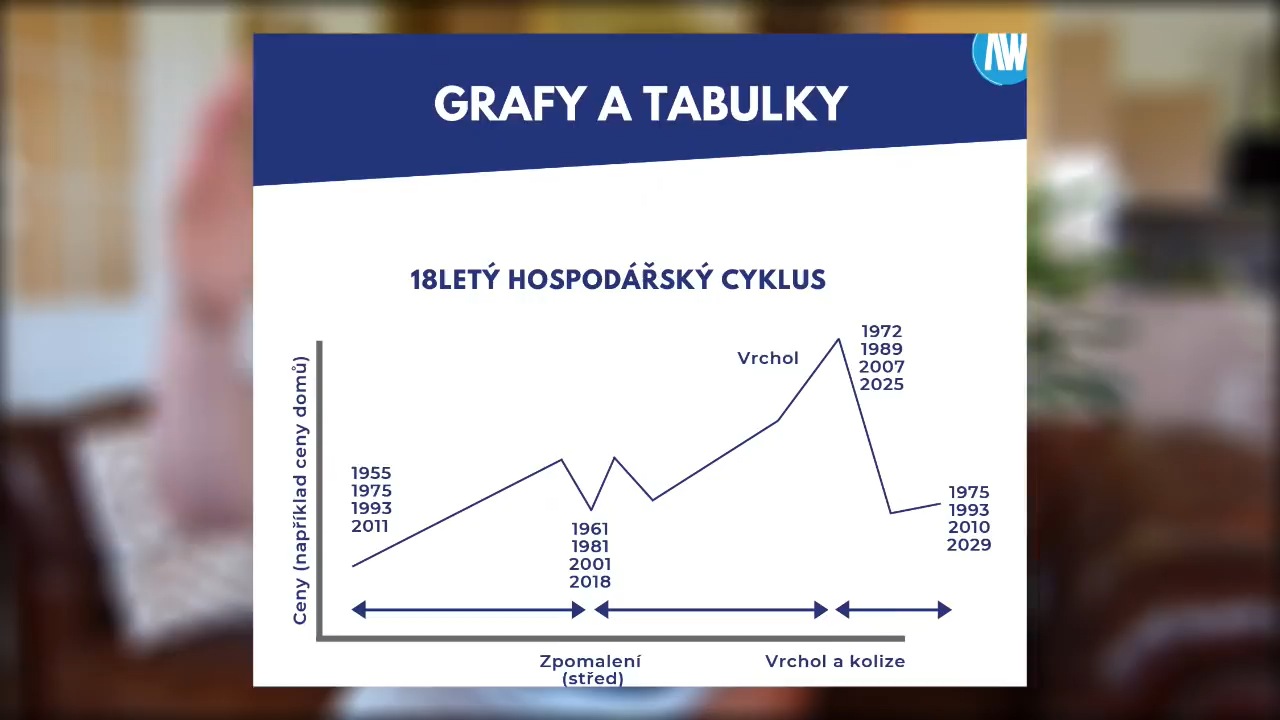 AW
GRAFY A TABULKY
18LETÝ HOSPODÁŘSKÝ CYKLUS
Ceny (například ceny domů)
1955
1975
1993
2011
1961
1981
2001
2018
Vrchol
1972
1989
2007
2025
1975
1993
2010
2029
Zpomalení
(střed)
Vrchol a kolize